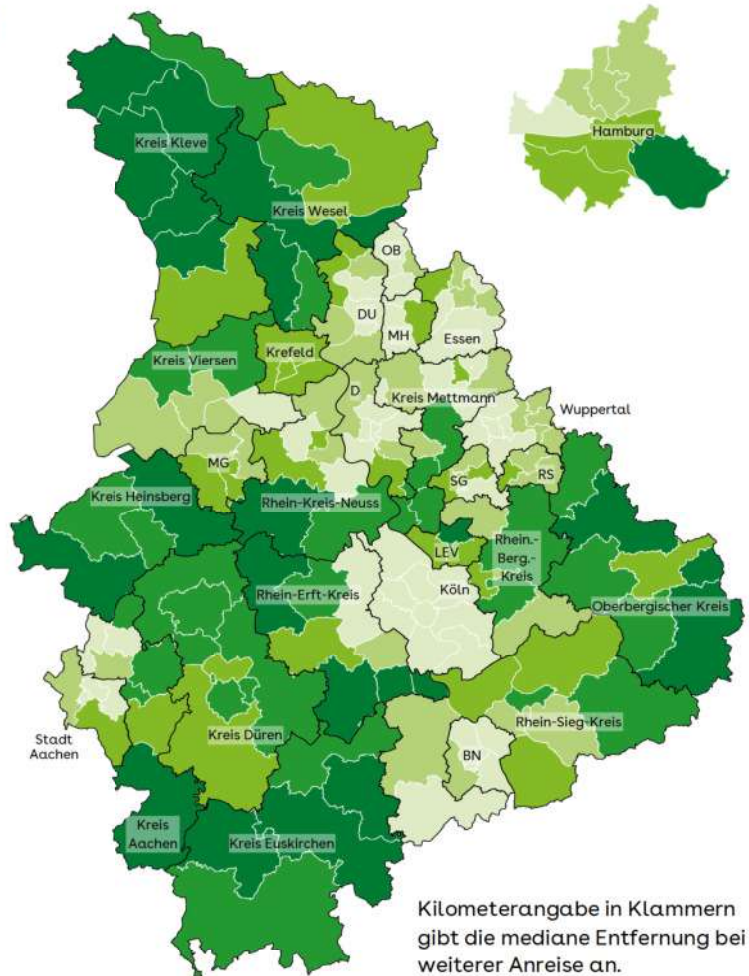 Hamburg
Kreis Kleve
Kreis Wesel
OB
DU
MH
Essen
Krefeld
Kreis Viersen
D
Kreis Mettmann
Wuppertal
MG
SG
RS
Kreis Heinsberg
Rhein-Kreis-Neuss
LEV
Rhein.-
Berg.-
Kreis
Rhein-Erft-Kreis
Köln
Oberbergischer Kreis
Stadt
Aachen
Kreis Düren
Rhein-Sieg-Kreis
BN
Kreis
Aachen
Kreis Euskirchen
Kilometerangabe in Klammern
gibt die mediane Entfernung bei
weiterer Anreise an.